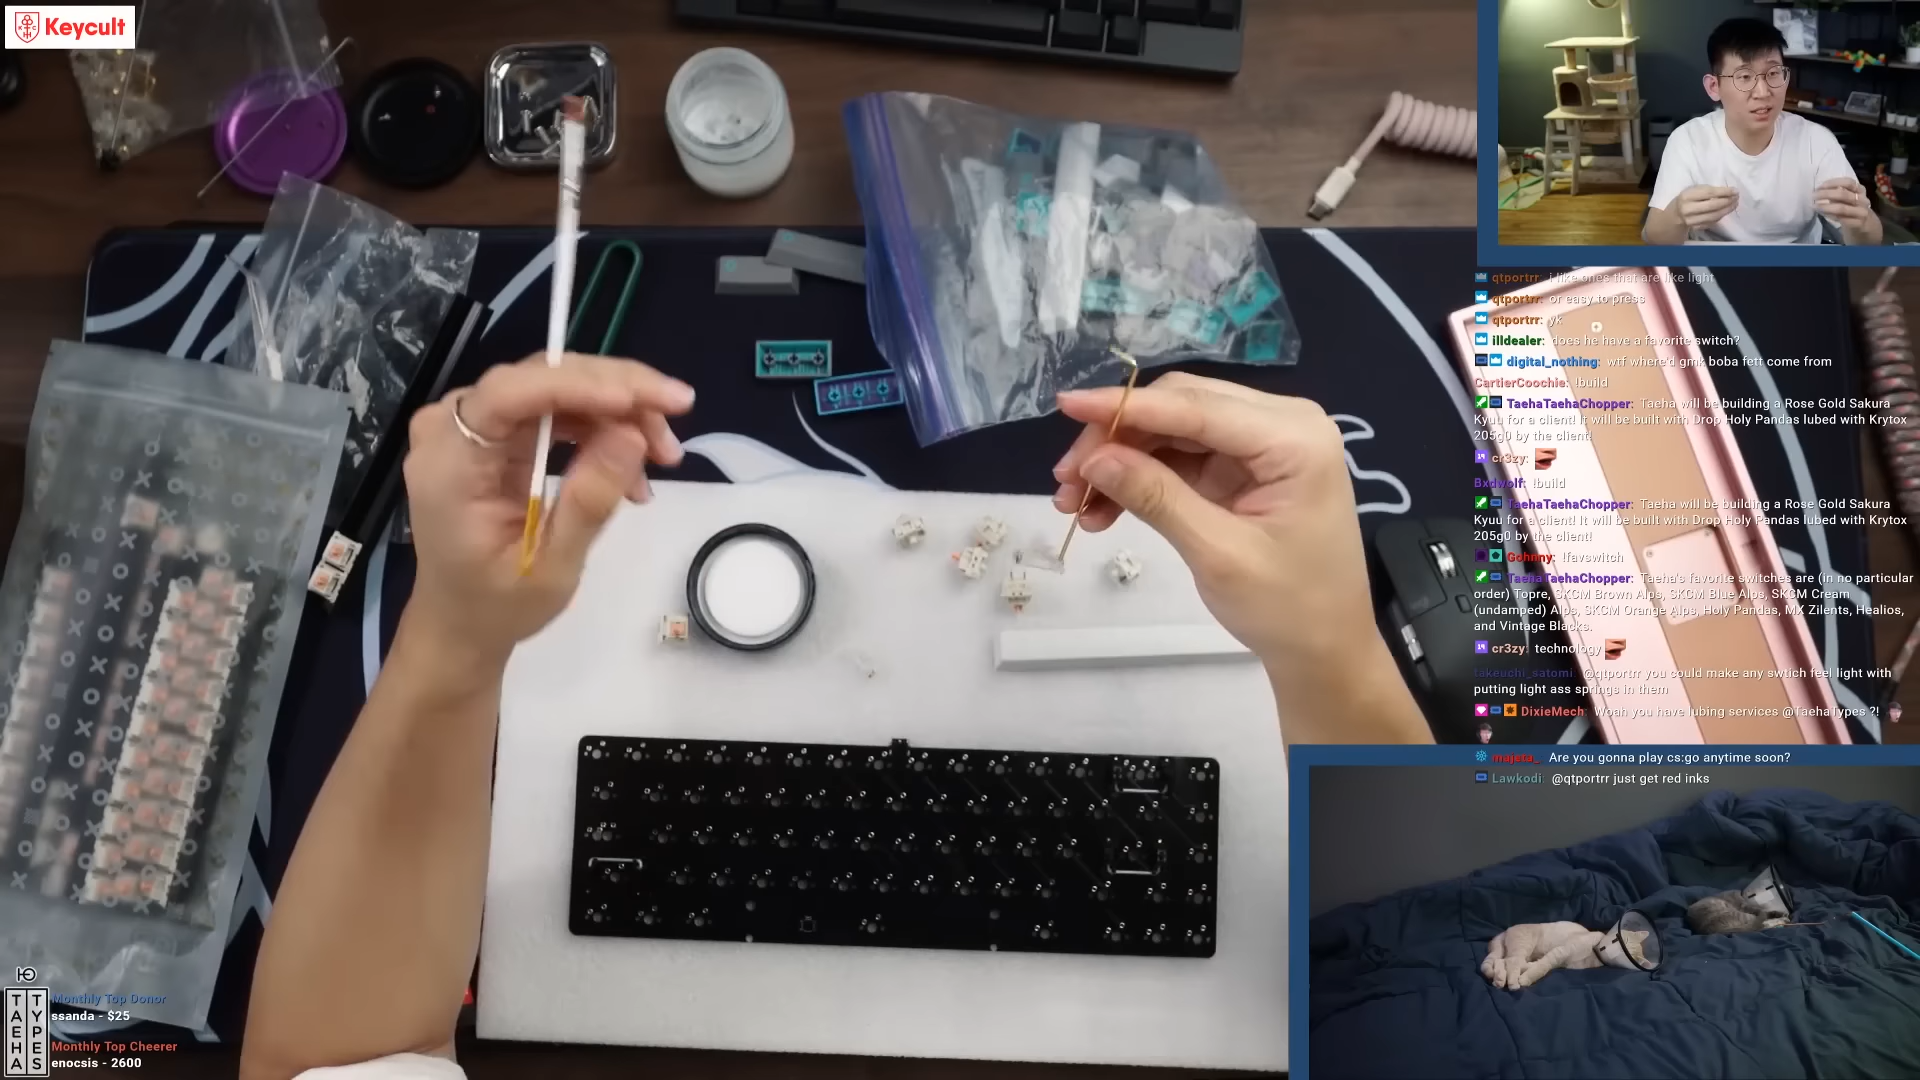 Keycult
qtportrr: i like ones that are like light
qtportrr: or easy to press
qtportrr: yk
illdealer: does he have a favorite switch?
digital_nothing: wtf where'd gmk boba fett come from
CartierCoochie: !build
TaehaTaehaChopper: Taeha will be building a Rose Gold Sakura
Kyuu for a client! It will be built with Drop Holy Pandas lubed with Krytox
205g0 by the client!
cr3zy:
Bxdwolf: !build
TaehaTaehaChopper: Taeha will be building a Rose Gold Sakura
Kyuu for a client! It will be built with Drop Holy Pandas lubed with Krytox
205g0 by the client!
Gohnny: !favswitch
TaehaTaehaChopper: Taeha's favorite switches are (in no particular
order) Topre, SKCM Brown Alps, SKCM Blue Alps, SKCM Cream
(undamped) Alps, SKCM Orange Alps, Holy Pandas, MX Zilents, Healios,
and Vintage Blacks.
cr3zy: technology
takeuchi_satomi: @qtportrr you could make any swtich feel light with
putting light ass springs in them
DixieMech: Woah you have lubing services @TaehaTypes ?!
majeta_ Are you gonna play cs:go anytime soon?
Lawkodi: @qtportrr just get red inks
TAEHA
TYPES
Monthly Top Donor
ssanda - $25
Monthly Top Cheerer
enocsis - 2600